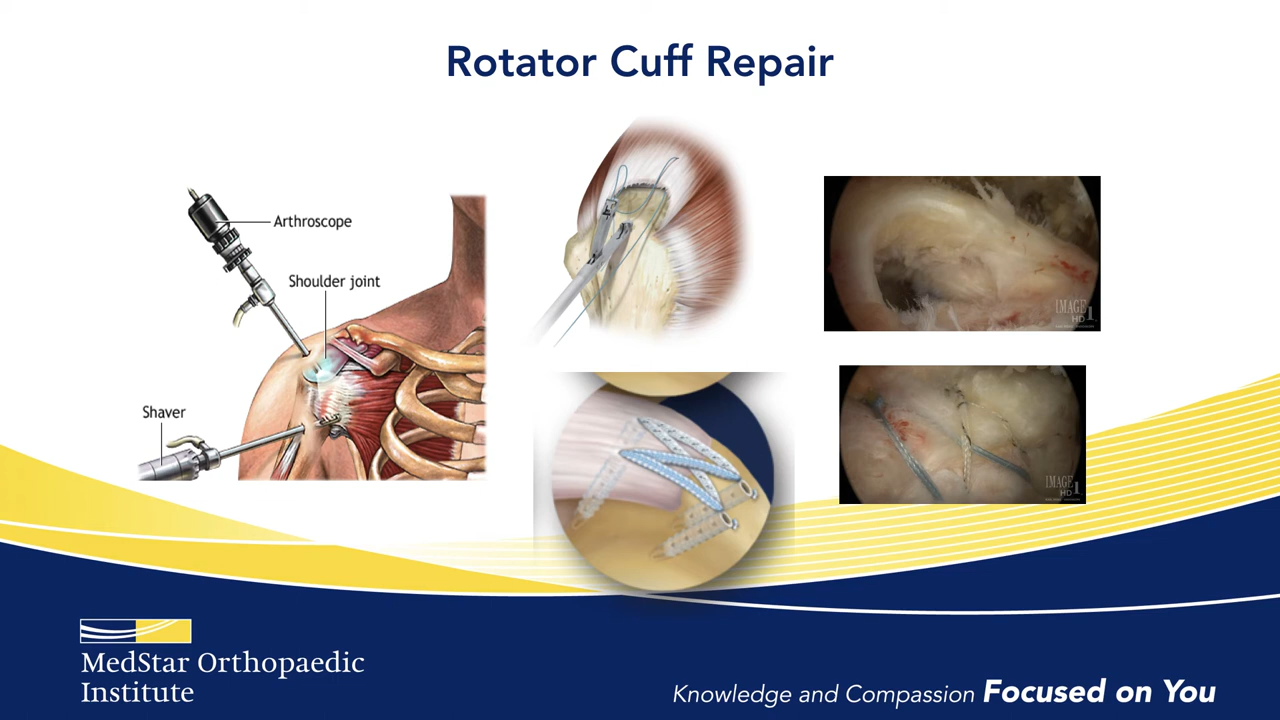 Rotator Cuff Repair
Arthroscope
Shoulder joint
Shaver
IMAGE 1
HD
IMAGE 1
HD
MedStar Orthopaedic
Institute
Knowledge and Compassion Focused on You